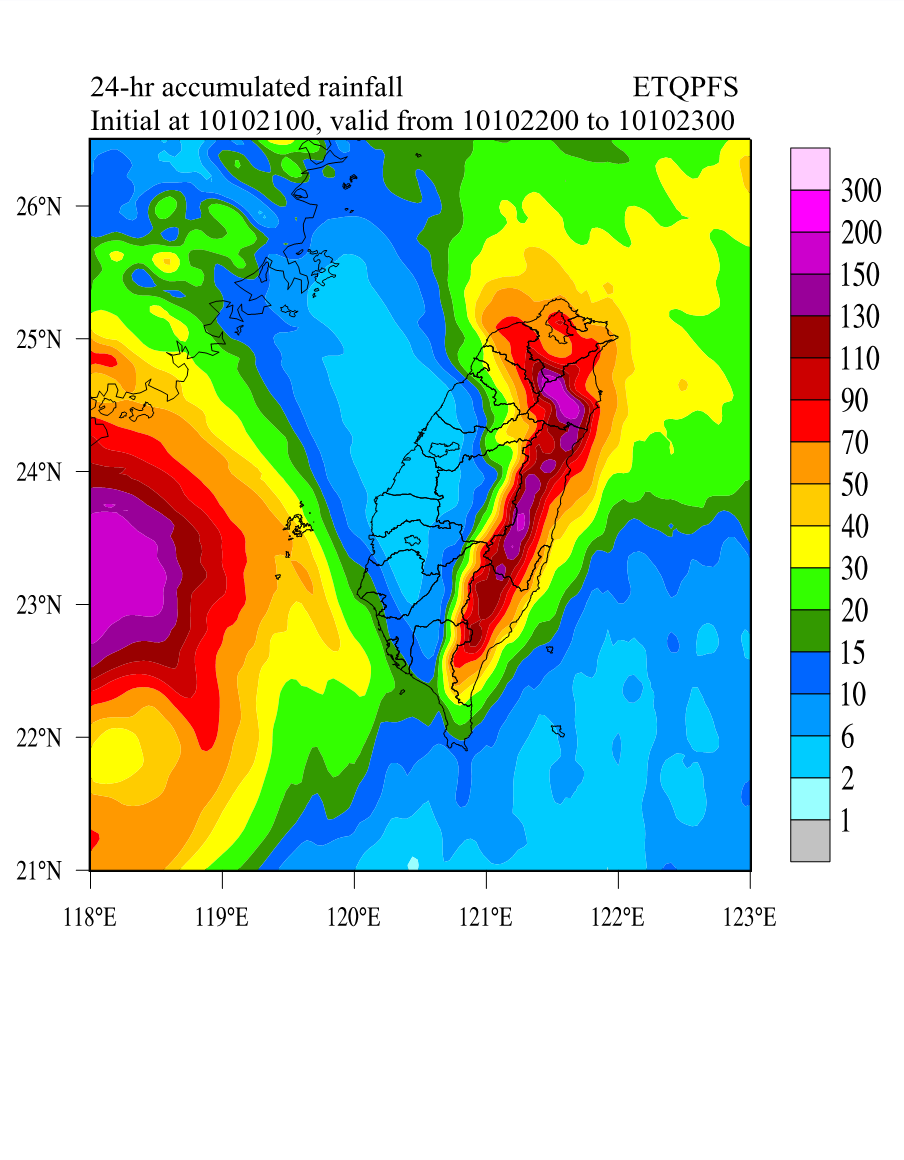 24-hr accumulated rainfall ETQPFS
Initial at 10102100, valid from 10102200 to 10102300
26°N
25°N
24°N
23°N
22°N
21°N
118°E 119°E 120°E 121°E 122°E 123°E
300
200
150
130
110
90
70
50
40
30
20
15
10
6
2
1